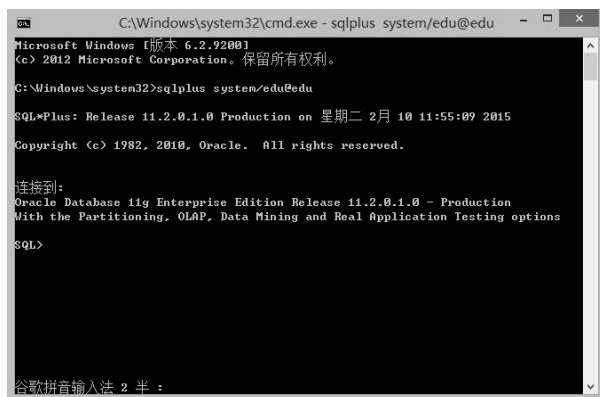 C:\Windows\system32\cmd.exe - sqlplus system/edu@edu
Microsoft Windows [版本 6.2.9200]
(c) 2012 Microsoft Corporation。保留所有权利。
C:\Windows\system32>sqlplus system/edu@edu
SQL*Plus: Release 11.2.0.1.0 Production on 星期二 2月 10 11:55:09 2015
Copyright (c) 1982, 2010, Oracle.  All rights reserved.
连接到:
Oracle Database 11g Enterprise Edition Release 11.2.0.1.0 - Production
With the Partitioning, OLAP, Data Mining and Real Application Testing options
SQL>
谷歌拼音输入法 2 半 :